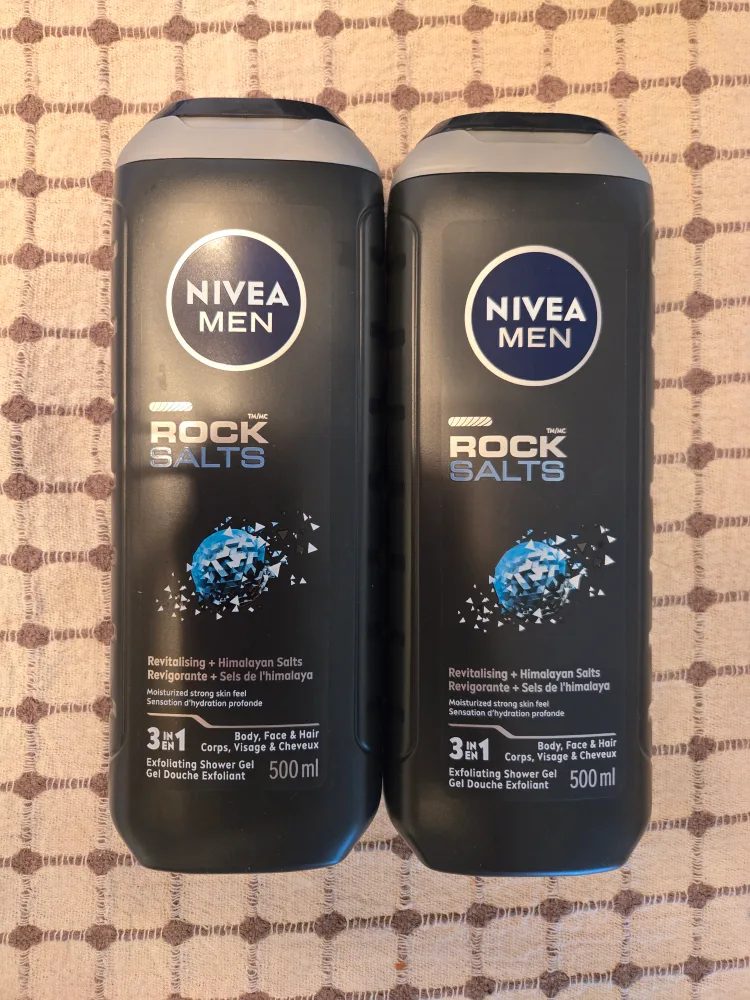 NIVEA
MEN
TM/MC
ROCK
SALTS
Revitalising + Himalayan Salts
Revigorante + Sels de l'himalaya
Moisturized strong skin feel
Sensation d'hydration profonde
3 IN EN 1
Body, Face & Hair
Corps, Visage & Cheveux
Exfoliating Shower Gel
Gel Douche Exfoliant
500 ml
NIVEA
MEN
TM/MC
ROCK
SALTS
Revitalising + Himalayan Salts
Revigorante + Sels de l'himalaya
Moisturized strong skin feel
Sensation d'hydration profonde
3 IN EN 1
Body, Face & Hair
Corps, Visage & Cheveux
Exfoliating Shower Gel
Gel Douche Exfoliant
500 ml